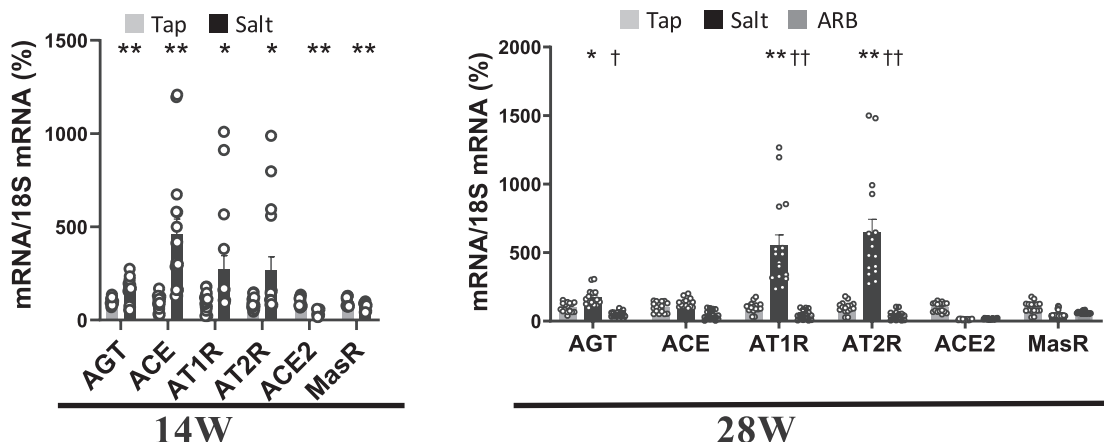 Tap Salt
mRNA/18S mRNA (%)
1500
1000
500
0
** ** * * ** **
AGT ACE AT1R AT2R ACE2 MasR
14W
Tap Salt ARB
mRNA/18S mRNA (%)
2000
1500
1000
500
0
* † ** †† ** ††
AGT ACE AT1R AT2R ACE2 MasR
28W